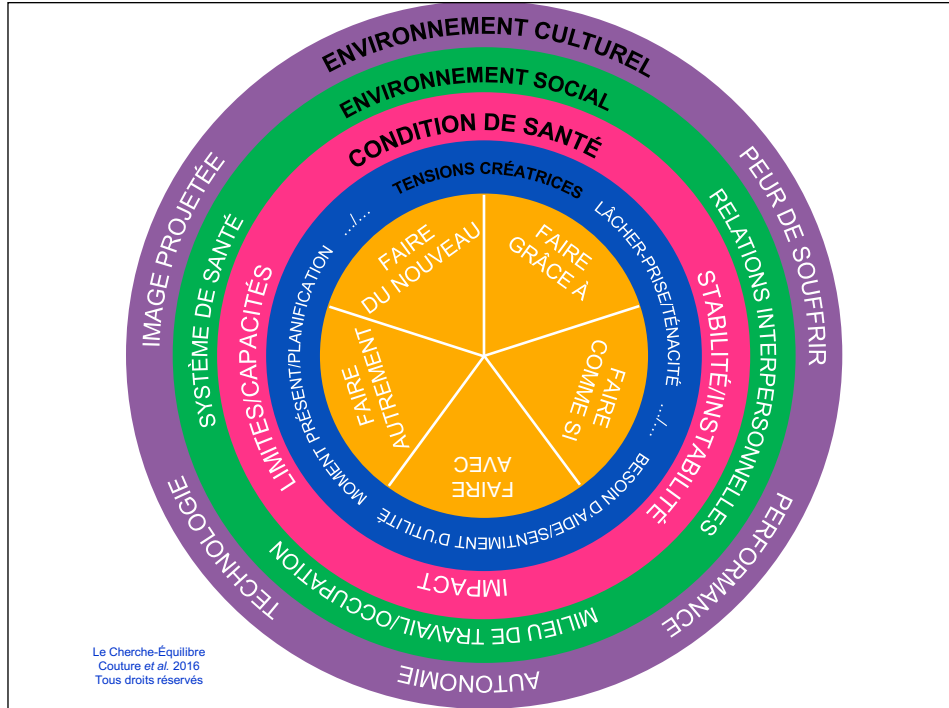 ENVIRONNEMENT CULTUREL
PEUR DE SOUFFRIR
PERFORMANCE
AUTONOMIE
TECHNOLOGIE
IMAGE PROJETÉE
ENVIRONNEMENT SOCIAL
RELATIONS INTERPERSONNELLES
MILIEU DE TRAVAIL/OCCUPATION
SYSTÈME DE SANTÉ
CONDITION DE SANTÉ
STABILITÉ/INSTABILITÉ
IMPACT
LIMITES/CAPACITÉS
TENSIONS CRÉATRICES
LÂCHER-PRISE/TÉNACITÉ
.../...
BESOIN D'AIDE/SENTIMENT D'UTILITÉ
MOMENT PRÉSENT/PLANIFICATION
.../...
FAIRE
GRÂCE À
FAIRE
COMME SI
FAIRE
AVEC
FAIRE
AUTREMENT
FAIRE
DU NOUVEAU
Le Cherche-Équilibre
Couture et al. 2016
Tous droits réservés